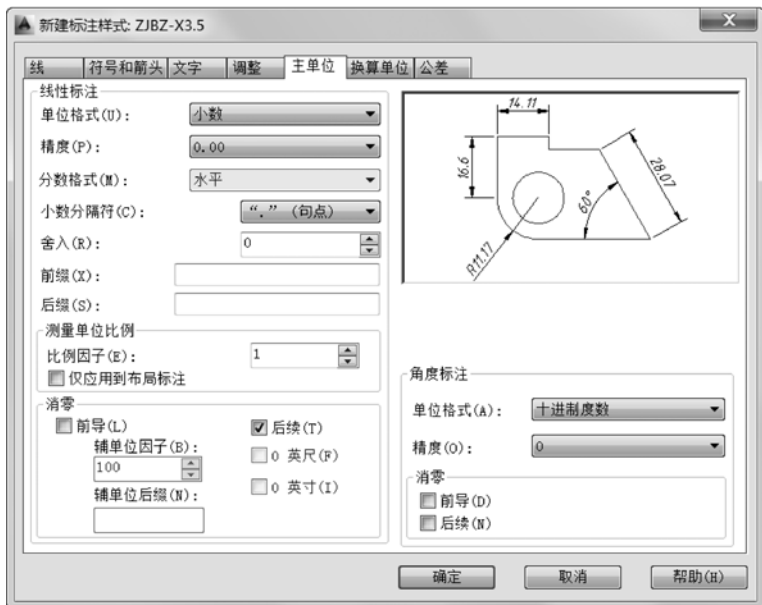 新建标注样式: ZJBZ-X3.5
X
线 符号和箭头 文字 调整 主单位 换算单位 公差
线性标注
单位格式(U): 小数
精度(P): 0.00
分数格式(M): 水平
小数分隔符(C): “.” (句点)
舍入(R): 0
前缀(X):
后缀(S):
测量单位比例
比例因子(E): 1
仅应用到布局标注
消零
前导(L)
辅单位因子(B):
100
辅单位后缀(N):
后续(T)
0 英尺(F)
0 英寸(I)
14.11
16.6
28.07
60°
R11.17
角度标注
单位格式(A): 十进制度数
精度(O): 0
消零
前导(D)
后续(N)
确定 取消 帮助(H)